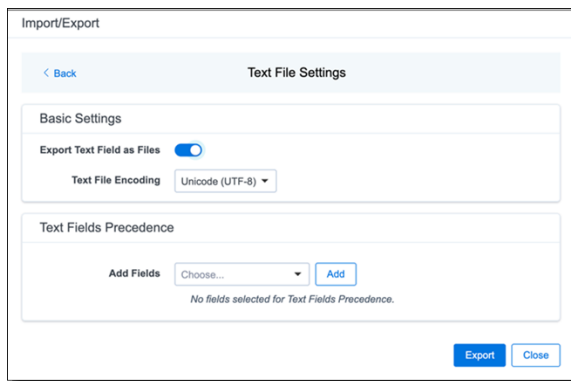 Import/Export
Back
Text File Settings
Basic Settings
Export Text Field as Files
Text File Encoding Unicode (UTF-8)
Text Fields Precedence
Add Fields Choose... Add
No fields selected for Text Fields Precedence.
Export Close